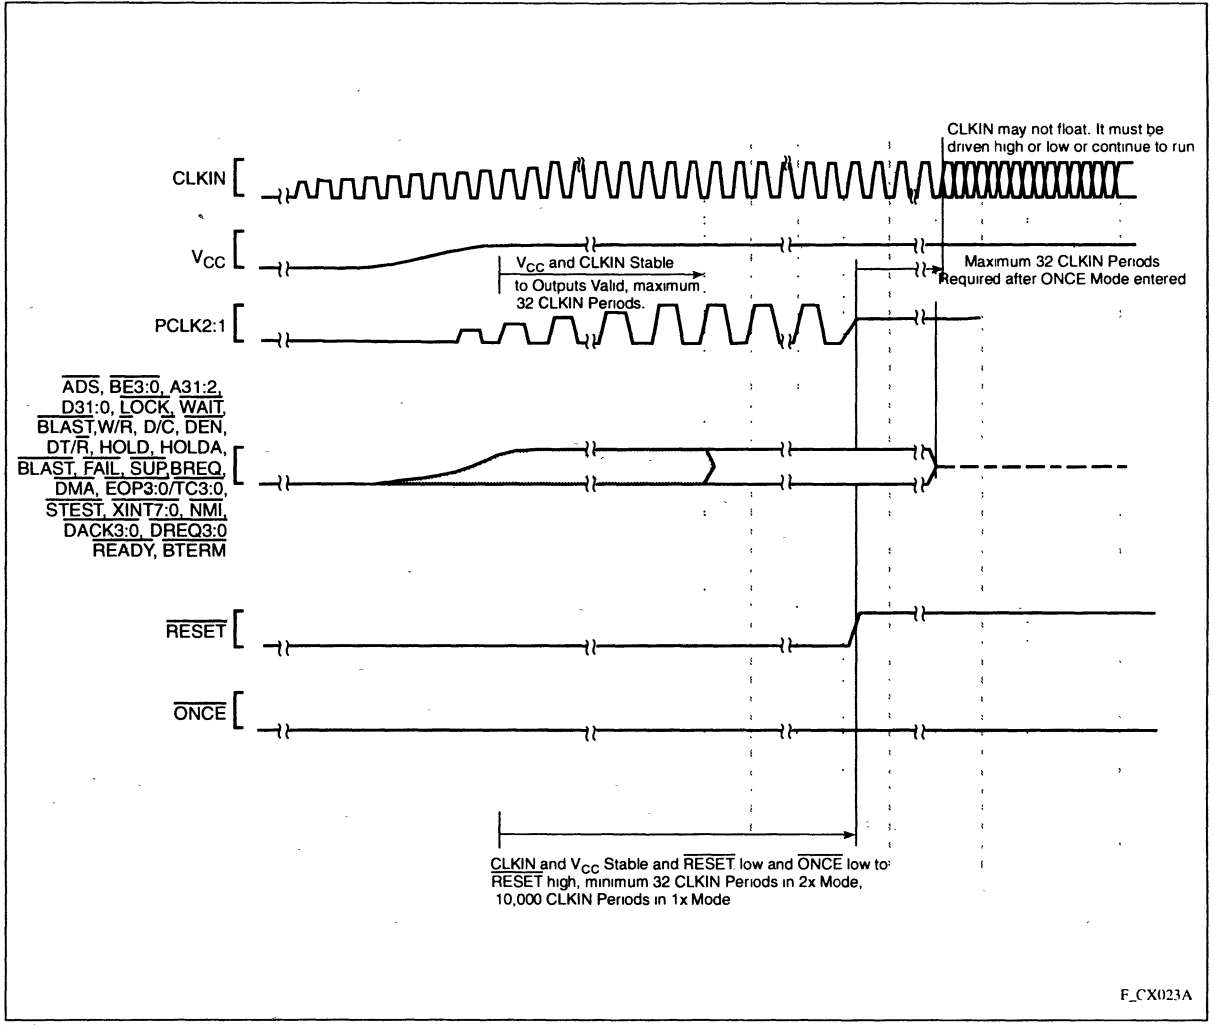 CLKIN may not float. It must be
driven high or low or continue to run
CLKIN
VCC
VCC and CLKIN Stable
to Outputs Valid, maximum
32 CLKIN Periods.
Maximum 32 CLKIN Periods
Required after ONCE Mode entered
PCLK2:1
ADS, BE3:0, A31:2,
D31:0, LOCK, WAIT,
BLAST,W/R, D/C, DEN,
DT/R, HOLD, HOLDA,
BLAST, FAIL, SUP,BREQ,
DMA, EOP3:0/TC3:0,
STEST, XINT7:0, NMI,
DACK3:0, DREQ3:0
READY, BTERM
RESET
ONCE
CLKIN and VCC Stable and RESET low and ONCE low to
RESET high, minimum 32 CLKIN Periods in 2x Mode,
10,000 CLKIN Periods in 1x Mode
F_CX023A